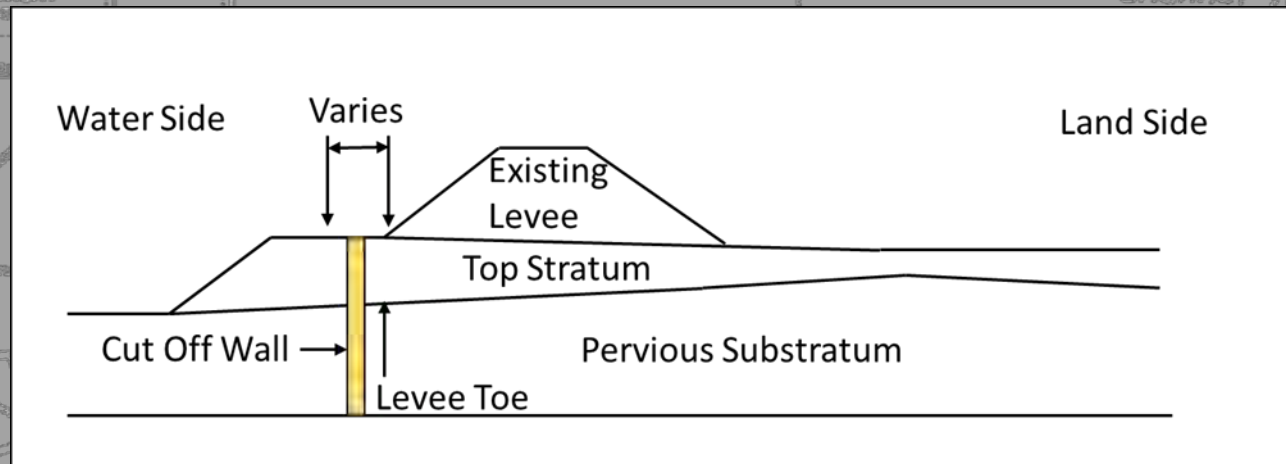 Water Side
Varies
Land Side
Existing
Levee
Top Stratum
Cut Off Wall
Pervious Substratum
Levee Toe